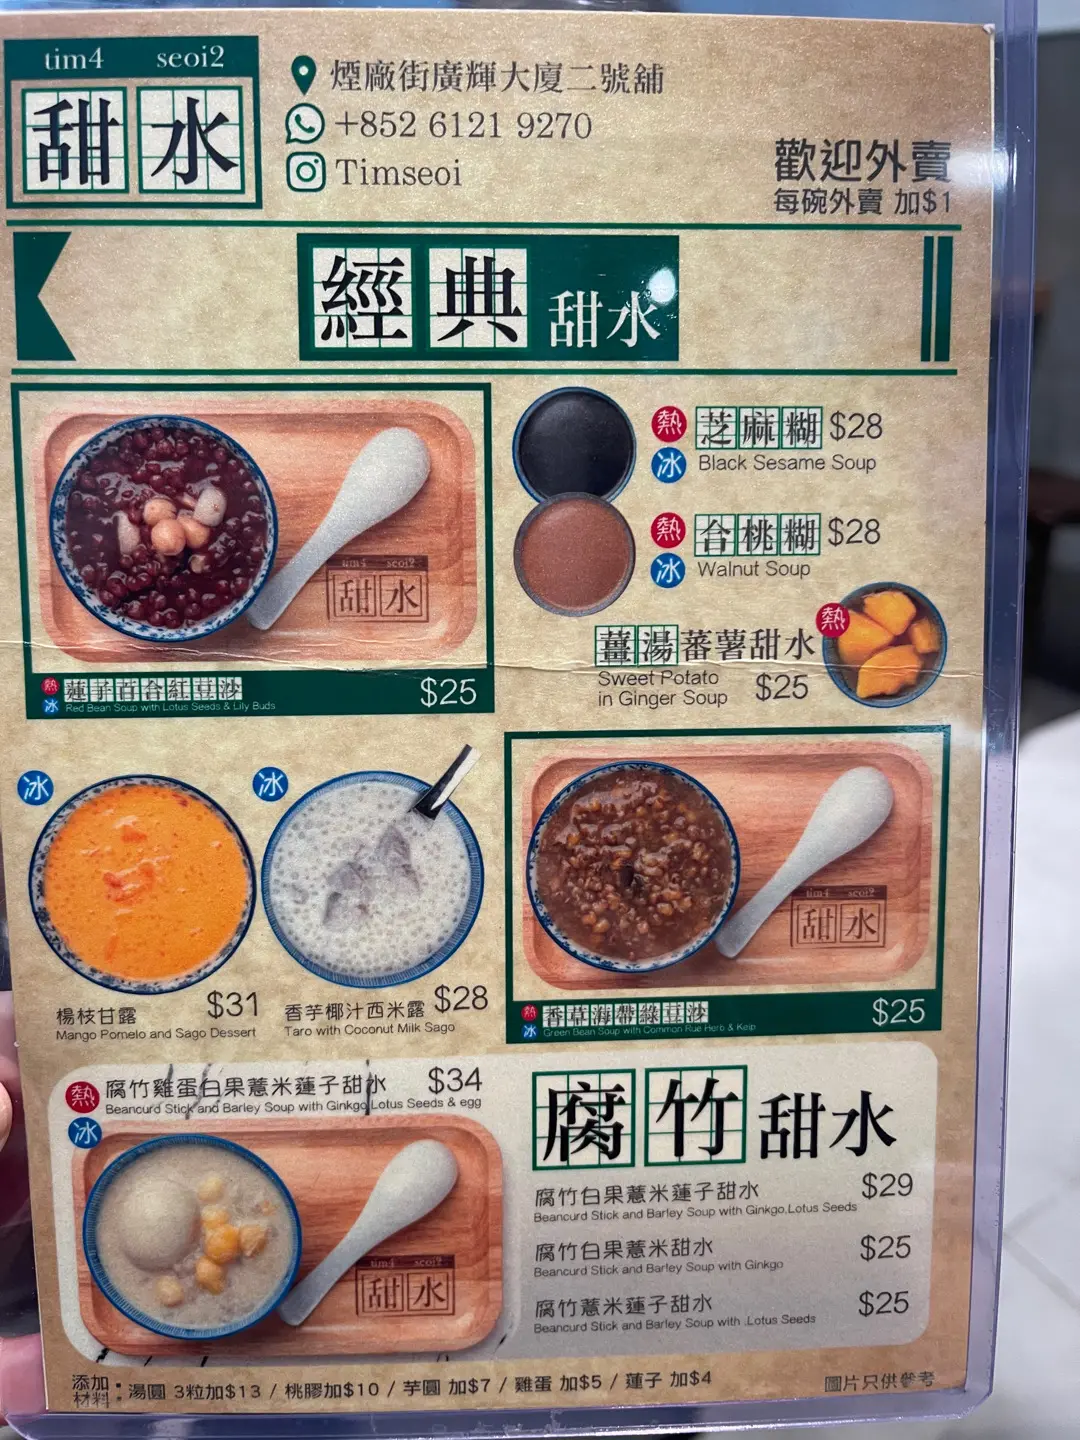 tim4 seoi2
甜水
煙廠街廣輝大廈二號舖
+852 6121 9270
Timseoi
歡迎外賣
每碗外賣 加$1
經典甜水
熱 芝麻糊 $28
冰 Black Sesame Soup
熱 合桃糊 $28
冰 Walnut Soup
薑湯蕃薯甜水 熱
Sweet Potato
in Ginger Soup $25
tim4 seoi2
甜水
熱 蓮子百合紅豆沙 $25
冰 Red Bean Soup with Lotus Seeds & Lily Buds
冰
楊枝甘露 $31
Mango Pomelo and Sago Dessert
冰
香芋椰汁西米露 $28
Taro with Coconut Milk Sago
tim4 seoi2
甜水
熱 香草海帶綠豆沙 $25
冰 Green Bean Soup with Common Rue Herb & Kelp
熱 腐竹雞蛋白果薏米蓮子甜水 $34
Beancurd Stick and Barley Soup with Ginkgo,Lotus Seeds & egg
冰
tim4 seoi2
甜水
腐竹甜水
腐竹白果薏米蓮子甜水 $29
Beancurd Stick and Barley Soup with Ginkgo,Lotus Seeds
腐竹白果薏米甜水 $25
Beancurd Stick and Barley Soup with Ginkgo
腐竹薏米蓮子甜水 $25
Beancurd Stick and Barley Soup with .Lotus Seeds
添加材料：湯圓 3粒加$13 / 桃膠加$10 / 芋圓 加$7 / 雞蛋 加$5 / 蓮子 加$4
圖片只供參考